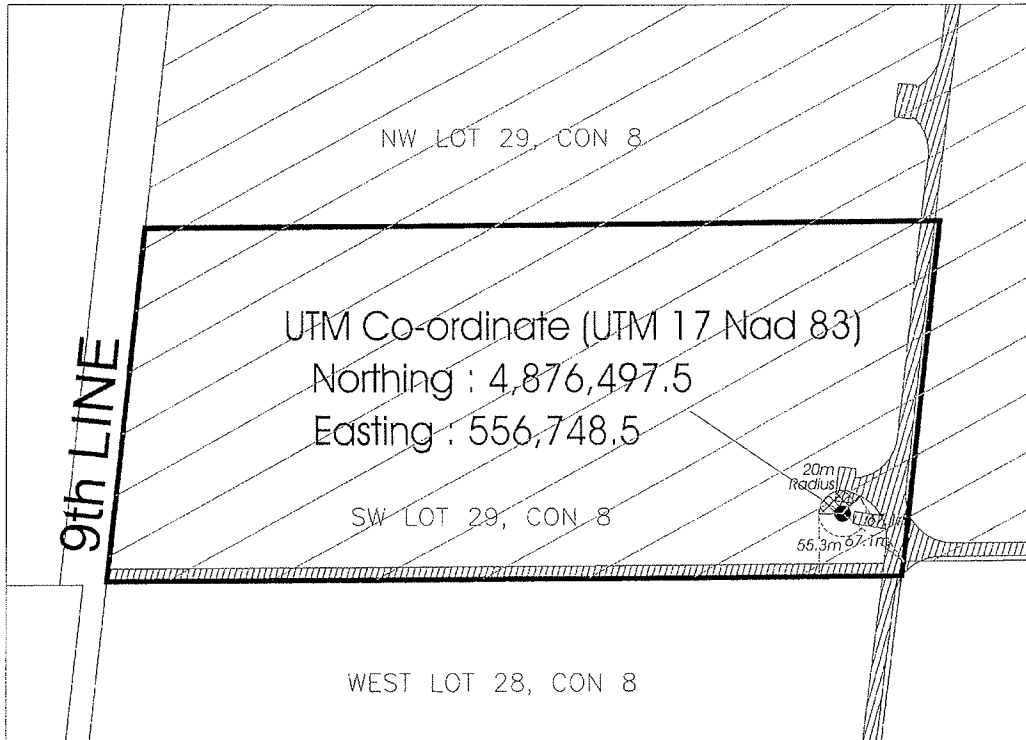 NW LOT 29, CON 8
UTM Co-ordinate (UTM 17 Nad 83)
Northing : 4,876,497.5
Easting : 556,748.5
9th LINE
20m
Radius
SW LOT 29, CON 8
55.3m
67.1m
WEST LOT 28, CON 8